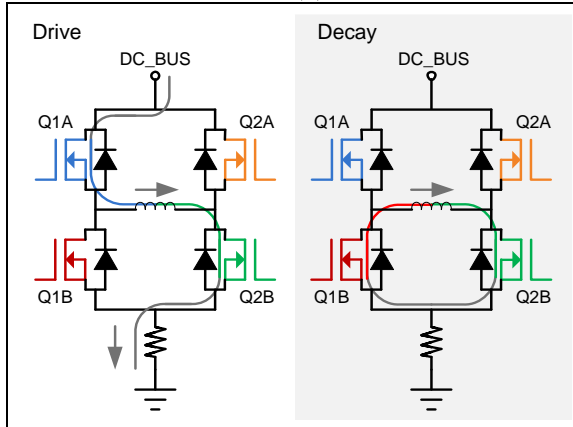 Drive
DC_BUS
Q1A
Q2A
Q1B
Q2B
Decay
DC_BUS
Q1A
Q2A
Q1B
Q2B